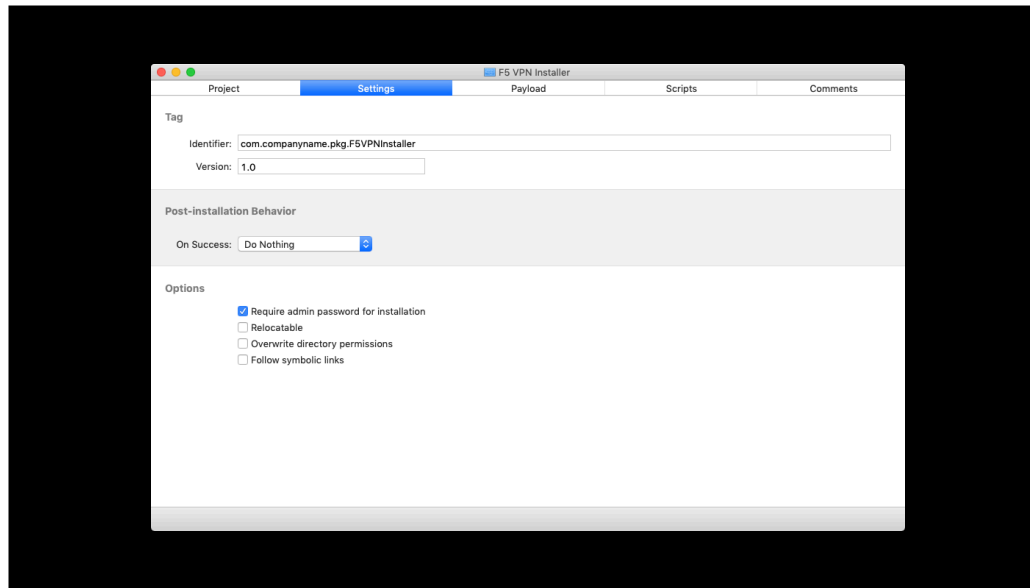 F5 VPN Installer
Project Settings Payload Scripts Comments
Tag
Identifier: com.companyname.pkg.F5VPNInstaller
Version: 1.0
Post-installation Behavior
On Success: Do Nothing
Options
Require admin password for installation
Relocatable
Overwrite directory permissions
Follow symbolic links